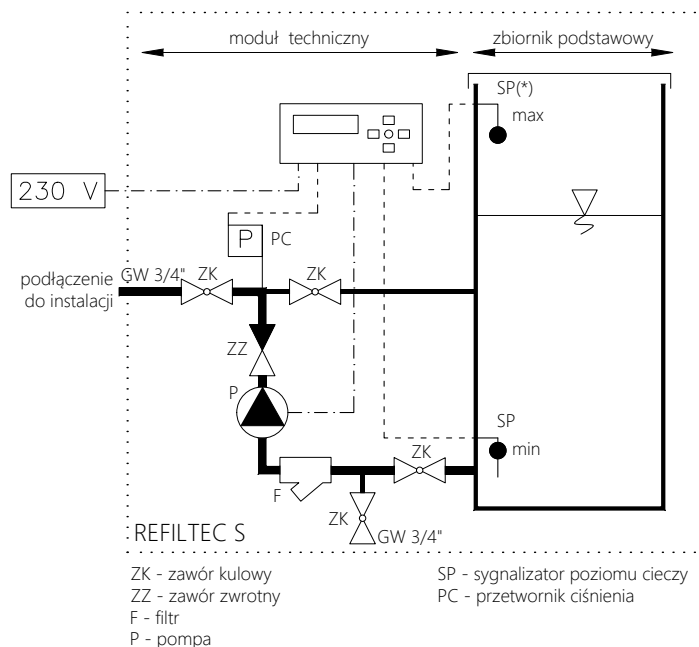 moduł techniczny
zbiornik podstawowy
SP(*)
max
230 V
P
PC
podłączenie
do instalacji
GW 3/4"
ZK
ZK
ZZ
P
SP
min
ZK
F
ZK
GW 3/4"
REFILTEC S
ZK - zawór kulowy
ZZ - zawór zwrotny
F - filtr
P - pompa
SP - sygnalizator poziomu cieczy
PC - przetwornik ciśnienia